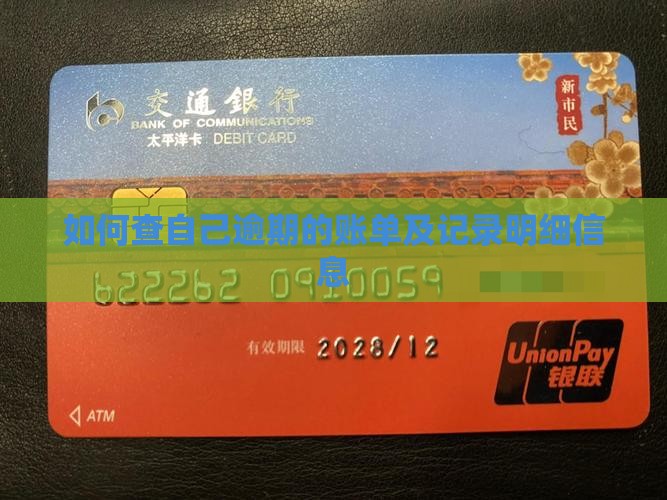 交通銀行
BANK OF COMMUNICATIONS
太平洋卡 DEBIT CARD
新市民
如何查自己逾期的账单及记录明细信
息
622262 0910059
有效期限 2028/12
UnionPay
银联
ATM